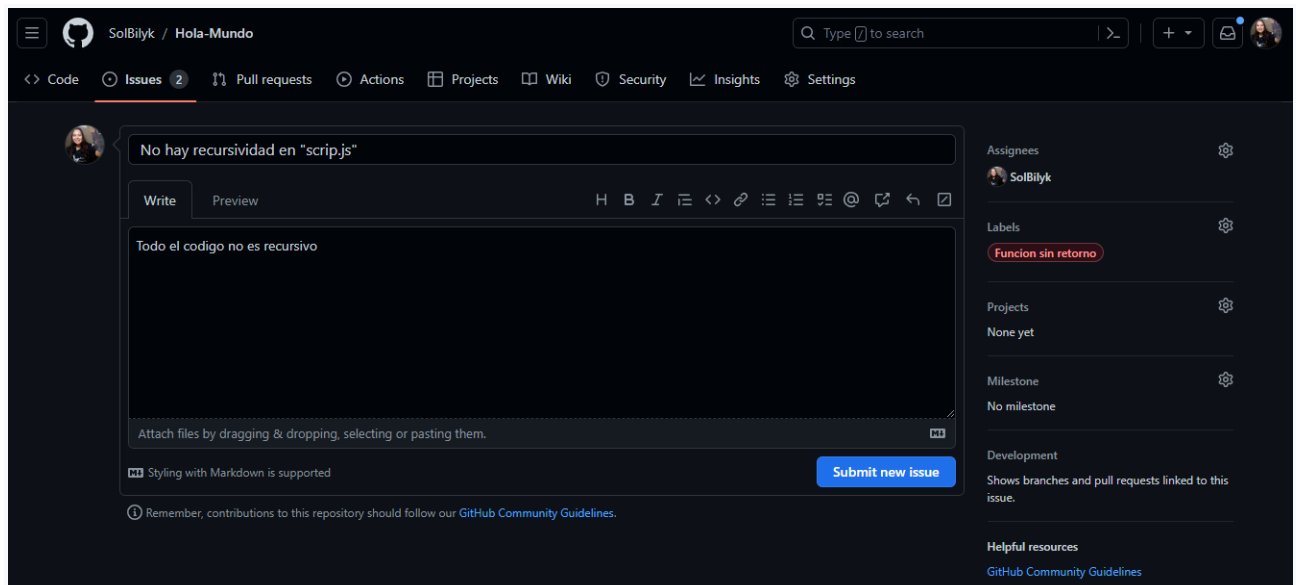 SolBilyk / Hola-Mundo
Type / to search
Code
Issues 2
Pull requests
Actions
Projects
Wiki
Security
Insights
Settings
No hay recursividad en "scrip.js"
Write
Preview
H B I
Todo el codigo no es recursivo
Attach files by dragging & dropping, selecting or pasting them.
Styling with Markdown is supported
Submit new issue
Remember, contributions to this repository should follow our GitHub Community Guidelines.
Assignees
SolBilyk
Labels
Funcion sin retorno
Projects
None yet
Milestone
No milestone
Development
Shows branches and pull requests linked to this
issue.
Helpful resources
GitHub Community Guidelines